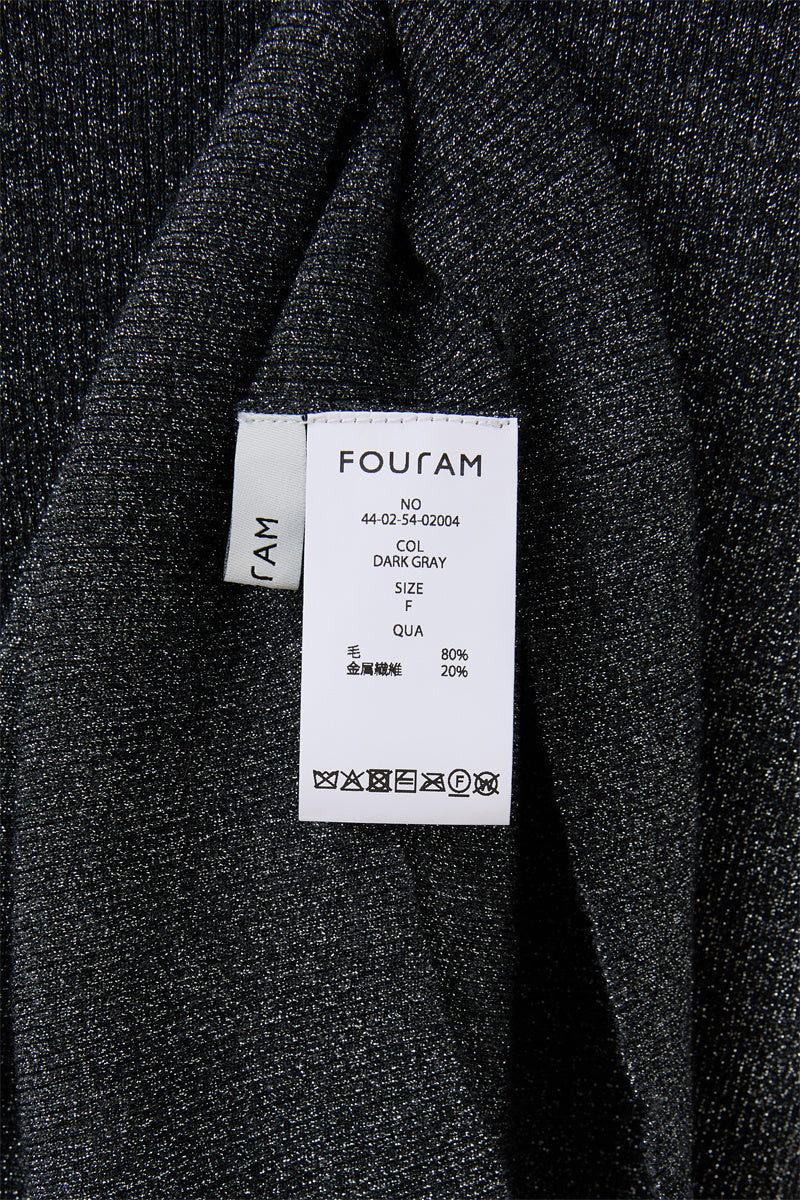 FOURAM
NO
44-02-54-02004
COL
DARK GRAY
SIZE
F
QUA
毛 80%
金属繊維 20%
F W
RAM